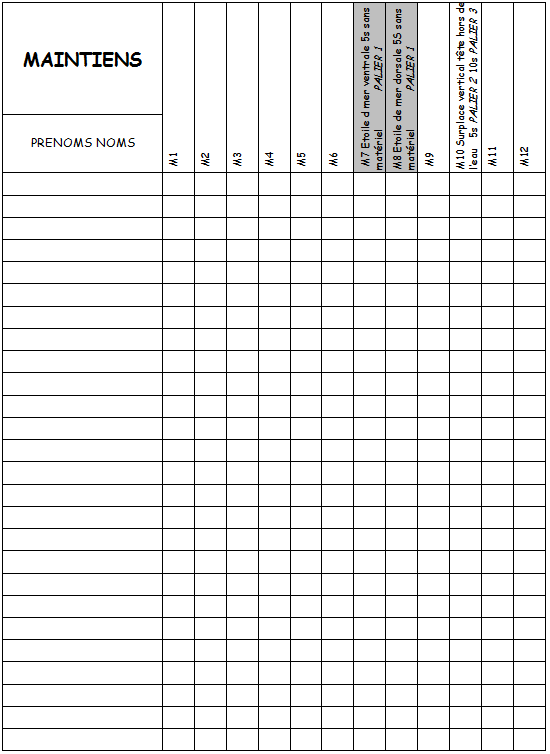 MAINTIENS
PRENOMS NOMS
M1
M2
M3
M4
M5
M6
M7 Etoile d mer ventrale 5s sans
matériel PALIER 1
M8 Etoile de mer dorsale 5S sans
matériel PALIER 1
M9
M10 Surplace vertical tête hors de
l'eau 5s PALIER 2 10s PALIER 3
M11
M12